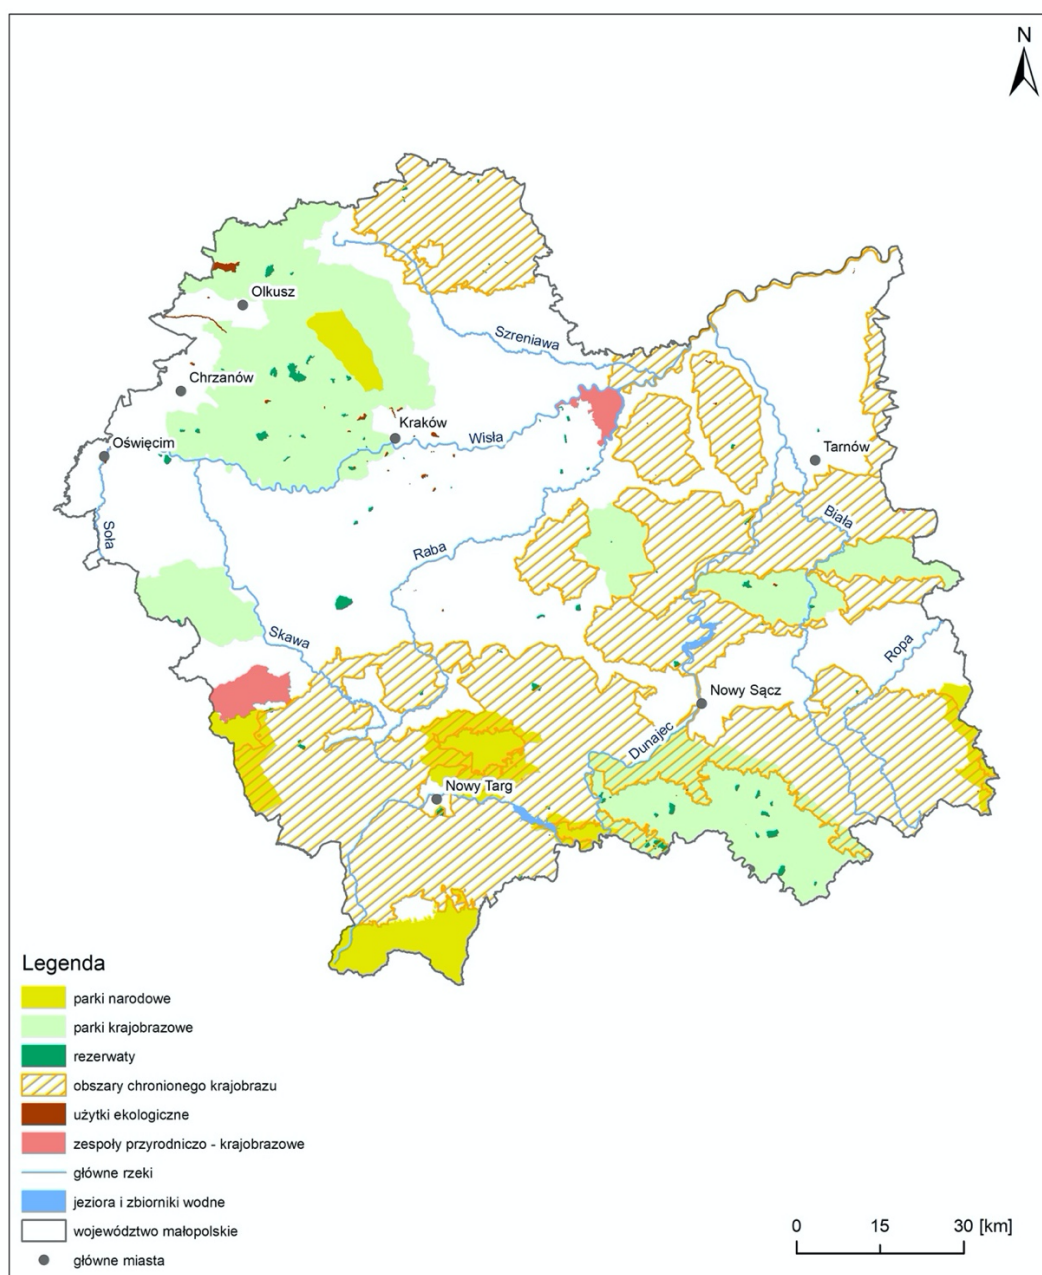 N
Olkusz
Szreniawa
Chrzanów
Kraków
Oświęcim
Wisła
Tarnów
Soła
Biała
Raba
Skawa
Ropa
Nowy Sącz
Dunajec
Nowy Targ
Legenda
parki narodowe
parki krajobrazowe
rezerwaty
obszary chronionego krajobrazu
użytki ekologiczne
zespoły przyrodniczo - krajobrazowe
główne rzeki
jeziora i zbiorniki wodne
województwo małopolskie
główne miasta
0 15 30 [km]